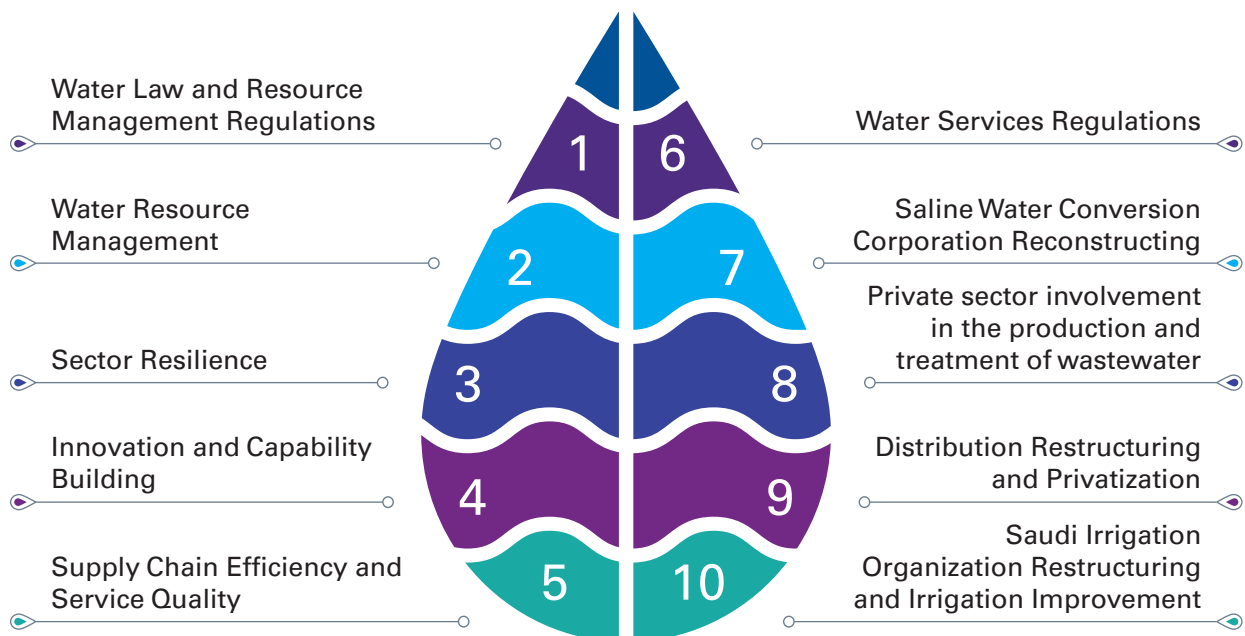 Water Law and Resource
Management Regulations
1
Water Resource
Management
2
Sector Resilience
3
Innovation and Capability
Building
4
Supply Chain Efficiency and
Service Quality
5
6
Water Services Regulations
7
Saline Water Conversion
Corporation Reconstructing
8
Private sector involvement
in the production and
treatment of wastewater
9
Distribution Restructuring
and Privatization
10
Saudi Irrigation
Organization Restructuring
and Irrigation Improvement